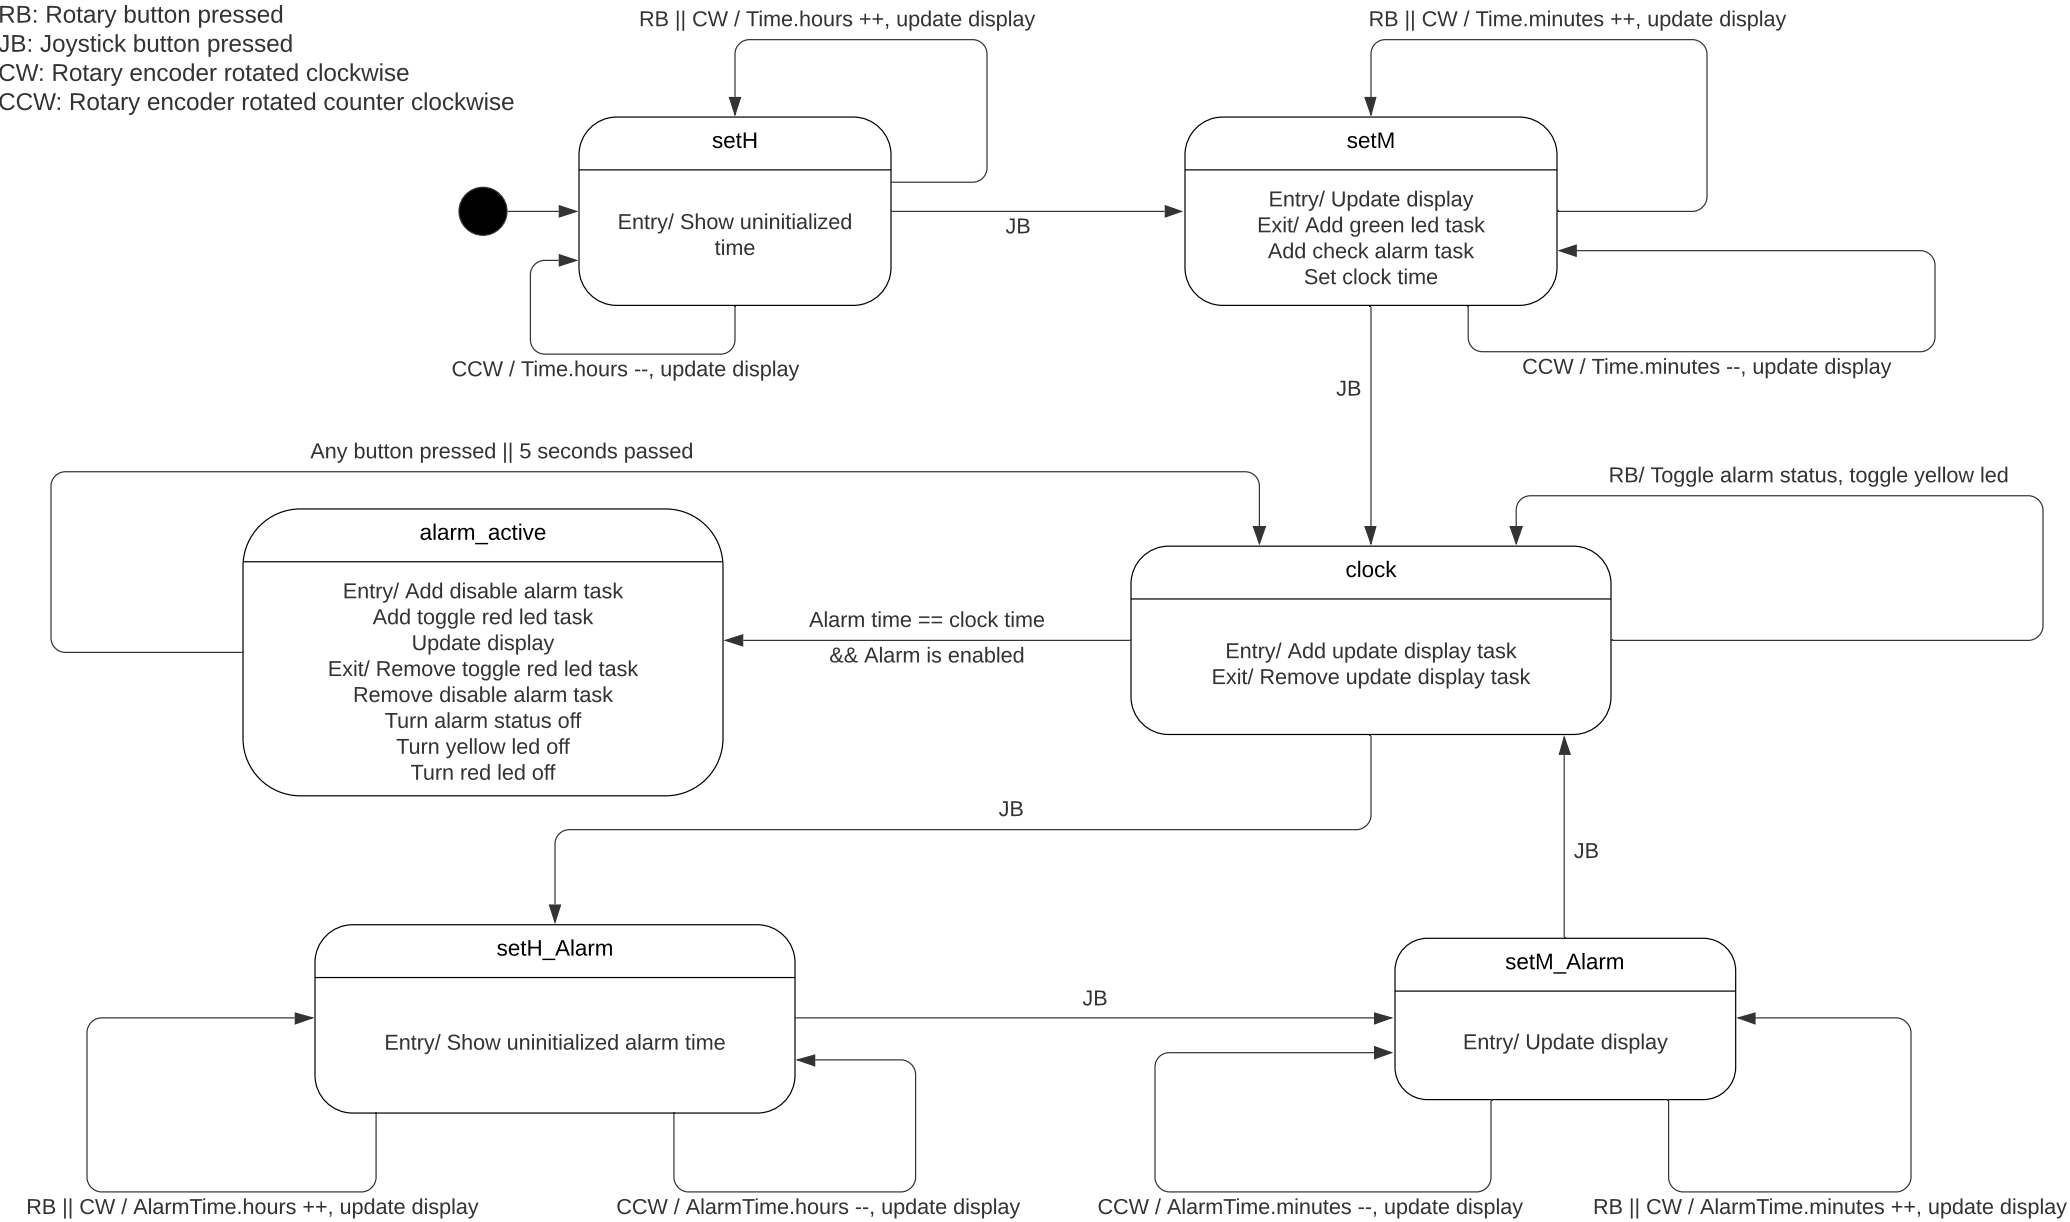 RB: Rotary button pressed
JB: Joystick button pressed
CW: Rotary encoder rotated clockwise
CCW: Rotary encoder rotated counter clockwise
RB || CW / Time.hours ++, update display
RB || CW / Time.minutes ++, update display
setH
Entry/ Show uninitialized
time
JB
setM
Entry/ Update display
Exit/ Add green led task
Add check alarm task
Set clock time
CCW / Time.hours --, update display
CCW / Time.minutes --, update display
JB
Any button pressed || 5 seconds passed
RB/ Toggle alarm status, toggle yellow led
alarm_active
Entry/ Add disable alarm task
Add toggle red led task
Update display
Exit/ Remove toggle red led task
Remove disable alarm task
Turn alarm status off
Turn yellow led off
Turn red led off
Alarm time == clock time
&& Alarm is enabled
clock
Entry/ Add update display task
Exit/ Remove update display task
JB
JB
setH_Alarm
Entry/ Show uninitialized alarm time
JB
setM_Alarm
Entry/ Update display
RB || CW / AlarmTime.hours ++, update display
CCW / AlarmTime.hours --, update display
CCW / AlarmTime.minutes --, update display
RB || CW / AlarmTime.minutes ++, update display